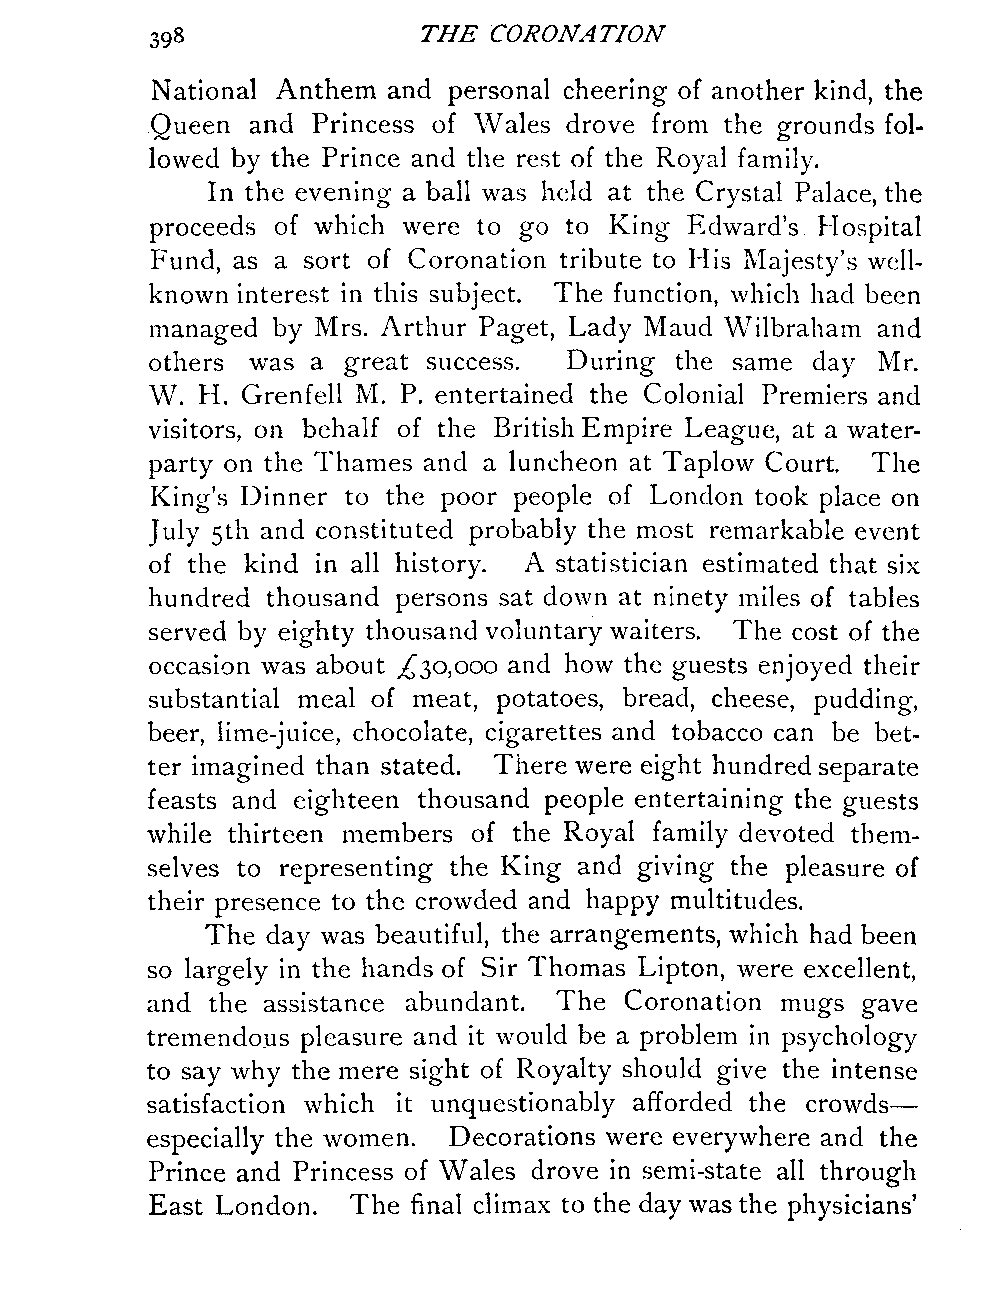 398 THE CORONATION
National Anthem and personal cheering of another kind, the
Queen and Princess of Wales drove from the grounds fol-
lowed by the Prince and the rest of the Royal family.
In the evening a ball was held at the Crystal Palace, the
proceeds of which were to go to King Edward's Hospital
Fund, as a sort of Coronation tribute to His Majesty's well-
known interest in this subject. The function, which had been
managed by Mrs. Arthur Paget, Lady Maud Wilbraham and
others was a great success. During the same day Mr.
W. H. Grenfell M. P. entertained the Colonial Premiers and
visitors, on behalf of the British Empire League, at a water-
party on the Thames and a luncheon at Taplow Court. The
King's Dinner to the poor people of London took place on
July 5th and constituted probably the most remarkable event
of the kind in all history. A statistician estimated that six
hundred thousand persons sat down at ninety miles of tables
served by eighty thousand voluntary waiters. The cost of the
occasion was about £30,000 and how the guests enjoyed their
substantial meal of meat, potatoes, bread, cheese, pudding,
beer, lime-juice, chocolate, cigarettes and tobacco can be bet-
ter imagined than stated. There were eight hundred separate
feasts and eighteen thousand people entertaining the guests
while thirteen members of the Royal family devoted them-
selves to representing the King and giving the pleasure of
their presence to the crowded and happy multitudes.
The day was beautiful, the arrangements, which had been
so largely in the hands of Sir Thomas Lipton, were excellent,
and the assistance abundant. The Coronation mugs gave
tremendous pleasure and it would be a problem in psychology
to say why the mere sight of Royalty should give the intense
satisfaction which it unquestionably afforded the crowds—
especially the women. Decorations were everywhere and the
Prince and Princess of Wales drove in semi-state all through
East London. The final climax to the day was the physicians'